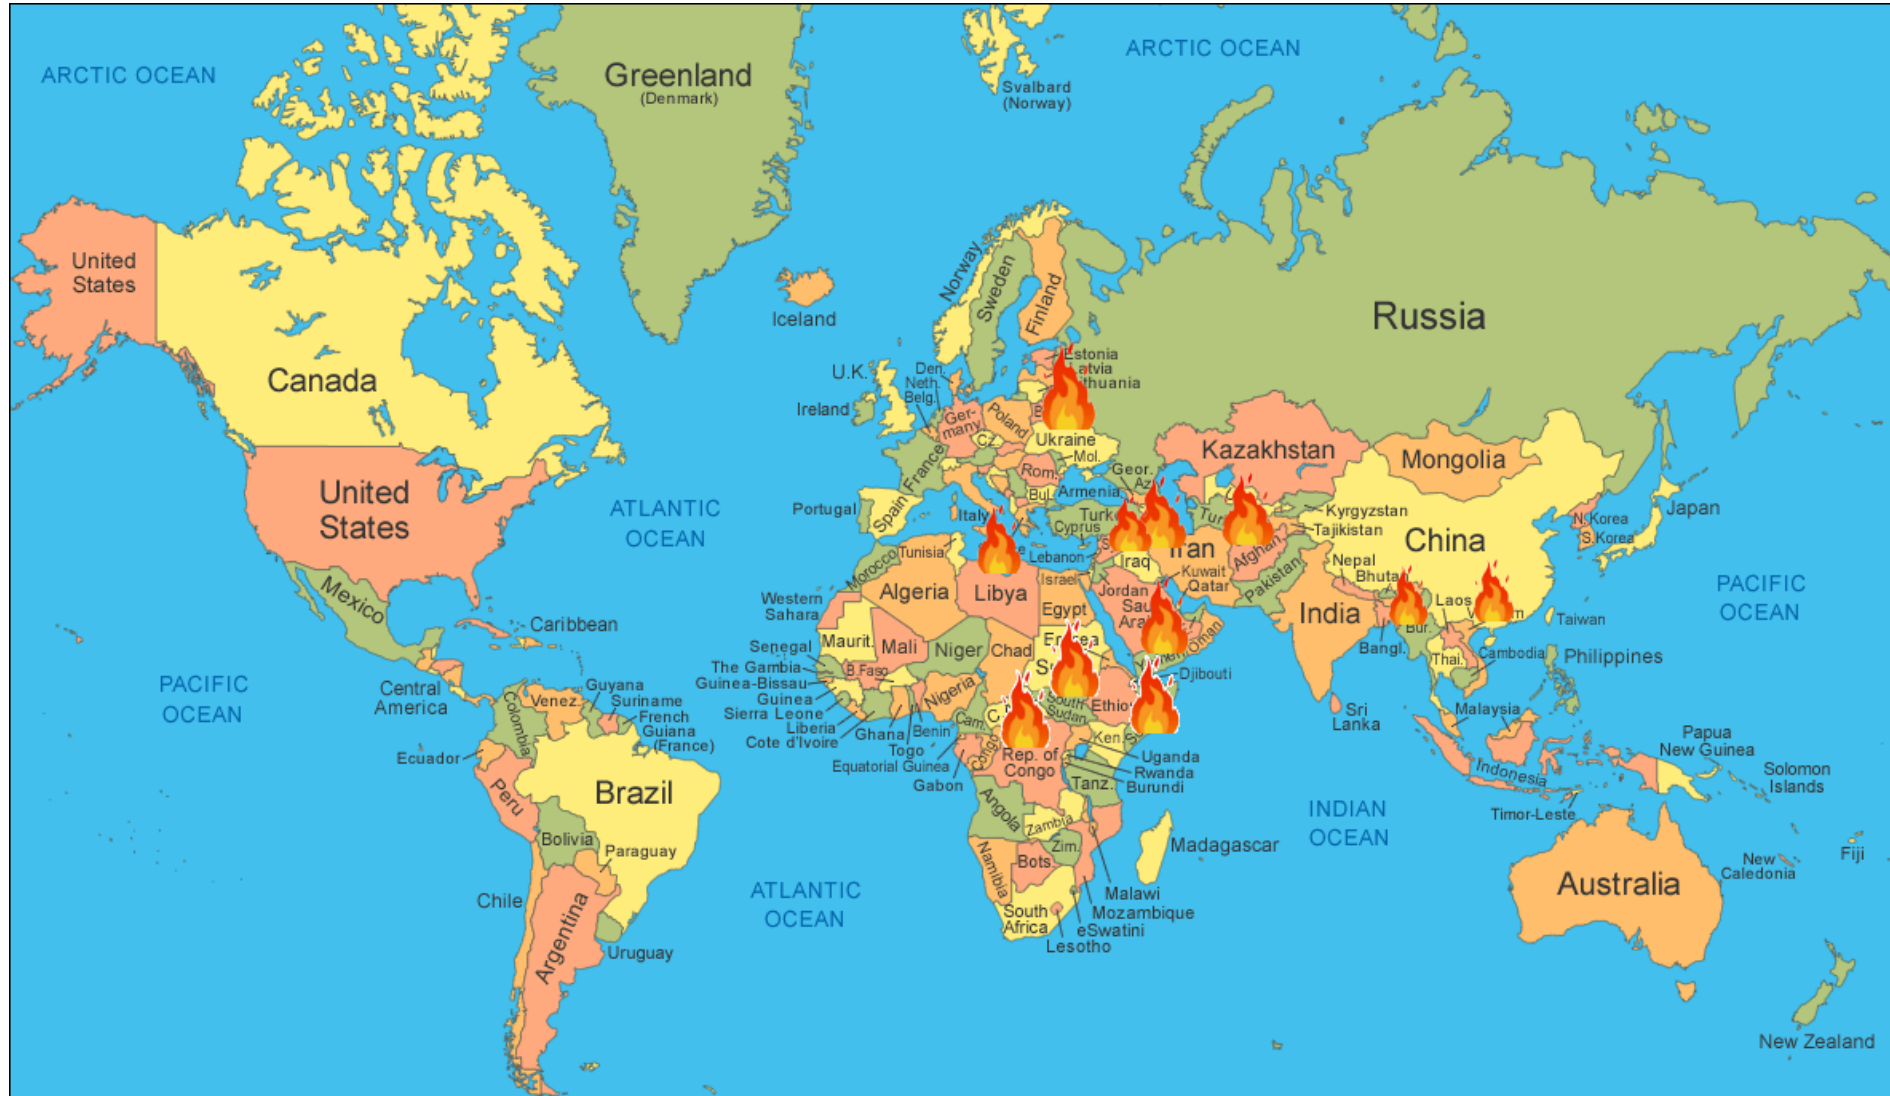 ARCTIC OCEAN
Greenland
(Denmark)
Svalbard
(Norway)
ARCTIC OCEAN
United
States
Canada
Iceland
Norway
Sweden
Finland
Russia
Estonia
U.K.
Den.
Neth.
Belg.
Ireland
Ger-
many
Poland
Cz.
Ukraine
Mol.
Rom.
Bul.
France
Spain
Portugal
Italy
Geor.
Armenia
Az.
Cyprus
Lebanon
Israel
Iraq
Iran
Kuwait
Qatar
Jordan
Kazakhstan
Mongolia
Kyrgyzstan
Tajikistan
Pakistan
China
N. Korea
S. Korea
Japan
United
States
ATLANTIC
OCEAN
Mexico
Caribbean
PACIFIC
OCEAN
Central
America
Morocco
Tunisia
Algeria
Libya
Egypt
Western
Sahara
Maurit.
Mali
Niger
Chad
Senegal
The Gambia
Guinea-Bissau
Guinea
Sierra Leone
Liberia
Cote d'Ivoire
B.Faso
Ghana
Togo
Benin
Nigeria
Equatorial Guinea
Gabon
Cam.
Congo
Rep. of
Congo
South
Sudan
Djibouti
Oman
Ken.
Uganda
Rwanda
Burundi
Tanz.
Angola
Zambia
Zim.
Bots.
Namibia
South
Africa
Malawi
Mozambique
eSwatini
Lesotho
Madagascar
Nepal
India
Bangl.
Bur.
Laos
Thai.
Cambodia
Taiwan
Philippines
PACIFIC
OCEAN
Sri
Lanka
Malaysia
Indonesia
Papua
New Guinea
Solomon
Islands
Timor-Leste
INDIAN
OCEAN
Australia
New
Caledonia
Fiji
New Zealand
Colombia
Venez.
Guyana
Suriname
French
Guiana
(France)
Ecuador
Peru
Brazil
Bolivia
Paraguay
Chile
Argentina
Uruguay
ATLANTIC
OCEAN